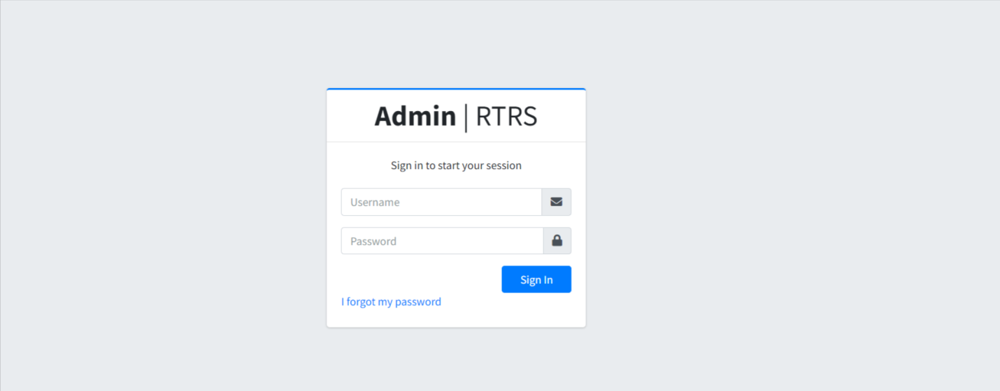 Admin | RTRS
Sign in to start your session
Username
Password
Sign In
I forgot my password